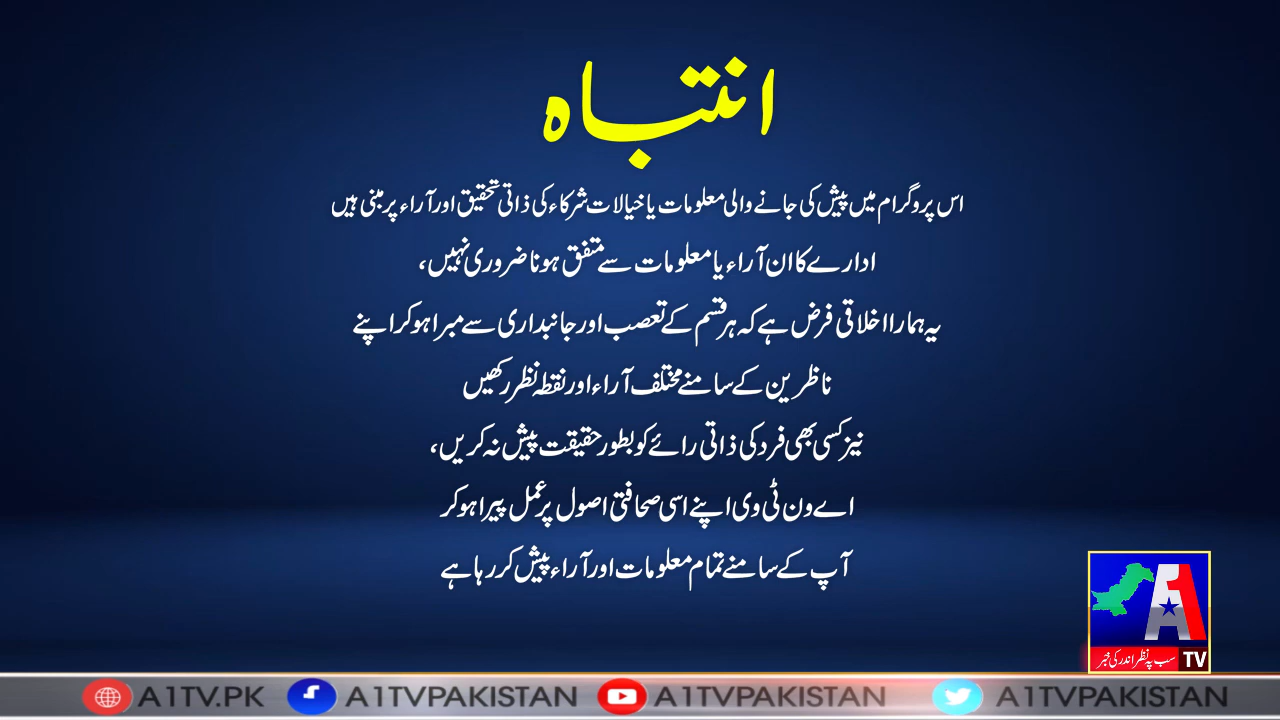 انتباہ
اس پروگرام میں پیش کی جانے والی معلومات یا خیالات شرکاء کی ذاتی تحقیق اور آراء پر مبنی ہیں
ادارے کا ان آراء یا معلومات سے متفق ہونا ضروری نہیں،
یہ ہمارا اخلاقی فرض ہے کہ ہر قسم کے تعصب اور جانبداری سے مبرا ہو کر اپنے
ناظرین کے سامنے مختلف آراء اور نقطہ نظر رکھیں
نیز کسی بھی فرد کی ذاتی رائے کو بطور حقیقت پیش نہ کریں،
اے ون ٹی وی اپنے اسی صحافتی اصول پر عمل پیرا ہو کر
آپ کے سامنے تمام معلومات اور آراء پیش کر رہا ہے
A1
سب پہ نظر اندر کی خبر TV
A1TV.PK A1TVPAKISTAN A1TVPAKISTAN A1TVPAKISTAN